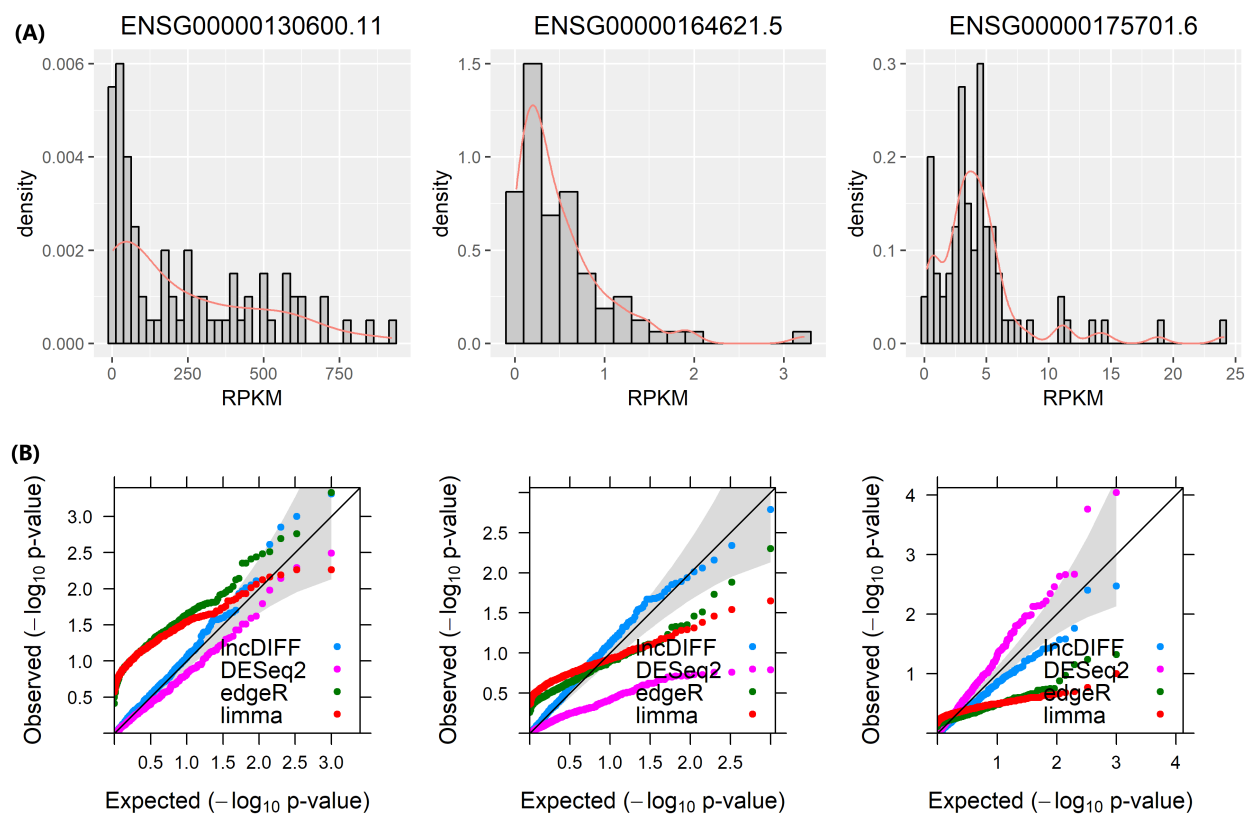 (A)
ENSG00000130600.11
ENSG00000164621.5
ENSG00000175701.6
density
0.006
0.004
0.002
0.000
0
250
500
750
RPKM
density
1.5
1.0
0.5
0.0
0
1
2
3
RPKM
density
0.3
0.2
0.1
0.0
0
5
10
15
20
25
RPKM
(B)
Observed (−log10 p-value)
3.0
2.5
2.0
1.5
1.0
0.5
lncDIFF
DESeq2
edgeR
limma
0.5
1.0
1.5
2.0
2.5
3.0
Expected (−log10 p-value)
Observed (−log10 p-value)
2.5
2.0
1.5
1.0
0.5
lncDIFF
DESeq2
edgeR
limma
0.5
1.0
1.5
2.0
2.5
3.0
Expected (−log10 p-value)
Observed (−log10 p-value)
4
3
2
1
lncDIFF
DESeq2
edgeR
limma
1
2
3
4
Expected (−log10 p-value)